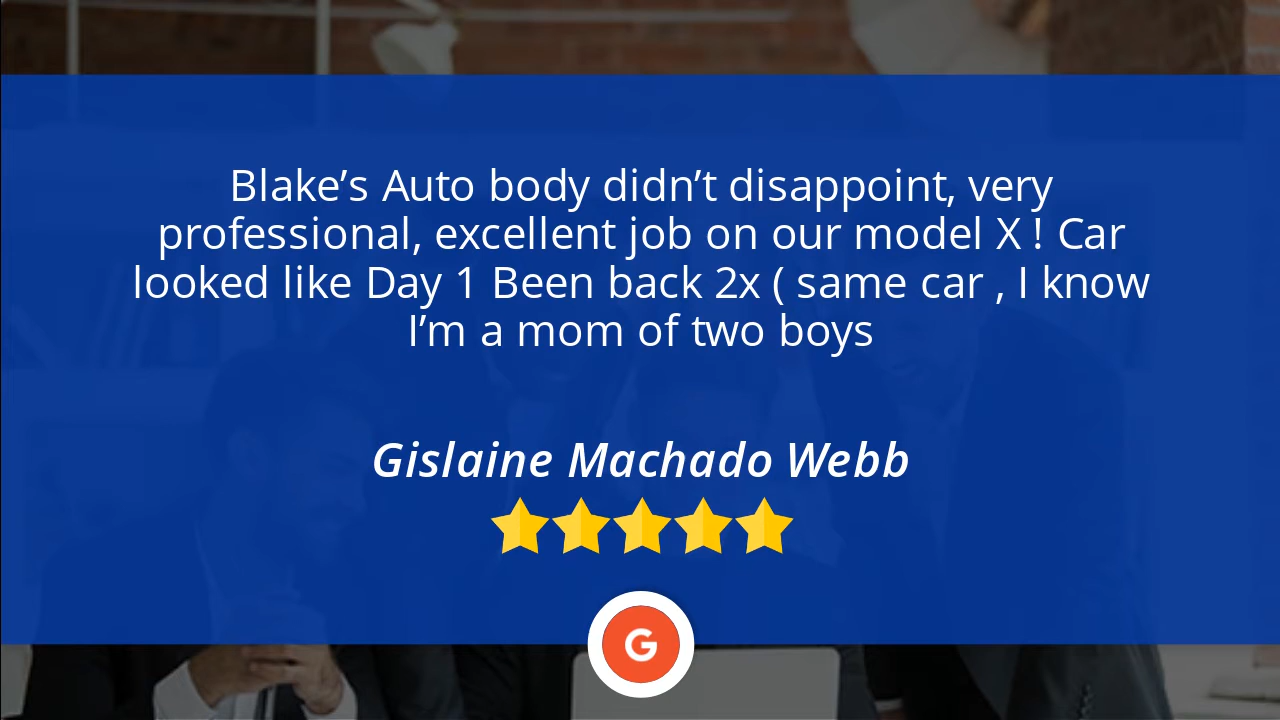 Blake’s Auto body didn’t disappoint, very
professional, excellent job on our model X ! Car
looked like Day 1 Been back 2x ( same car , I know
I’m a mom of two boys
Gislaine Machado Webb
G